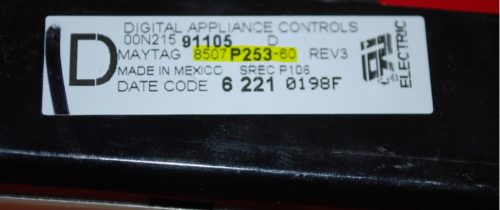 DIGITAL APPLIANCE CONTROLS
00N215 91105 D
MAYTAG 8507P253-60 REV3
MADE IN MEXICO SREC P106
DATE CODE 6 221 0198F
D
ELECTRIC